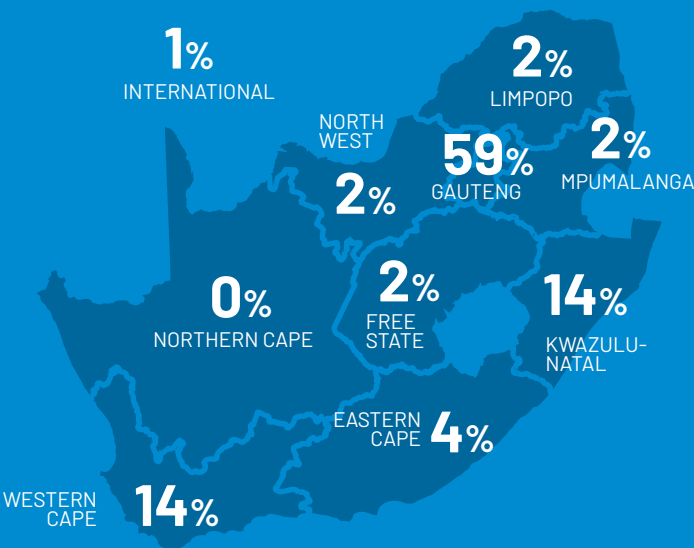 1%
INTERNATIONAL
2%
LIMPOPO
NORTH
WEST
2%
59%
GAUTENG
2%
MPUMALANGA
0%
NORTHERN CAPE
2%
FREE
STATE
14%
KWAZULU-
NATAL
EASTERN
CAPE
4%
WESTERN
CAPE
14%